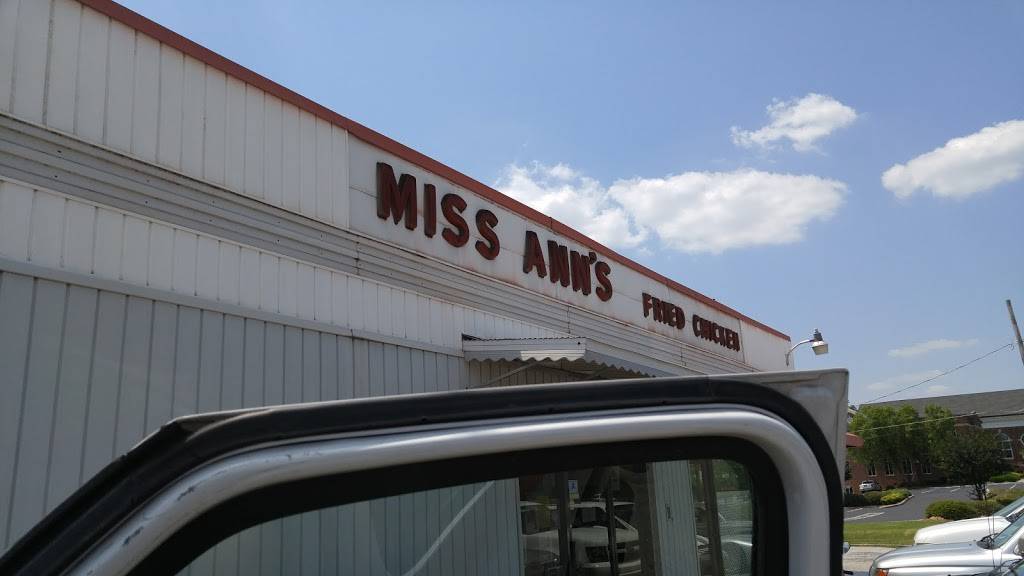 MISS ANN'S
FRIED CHICKEN